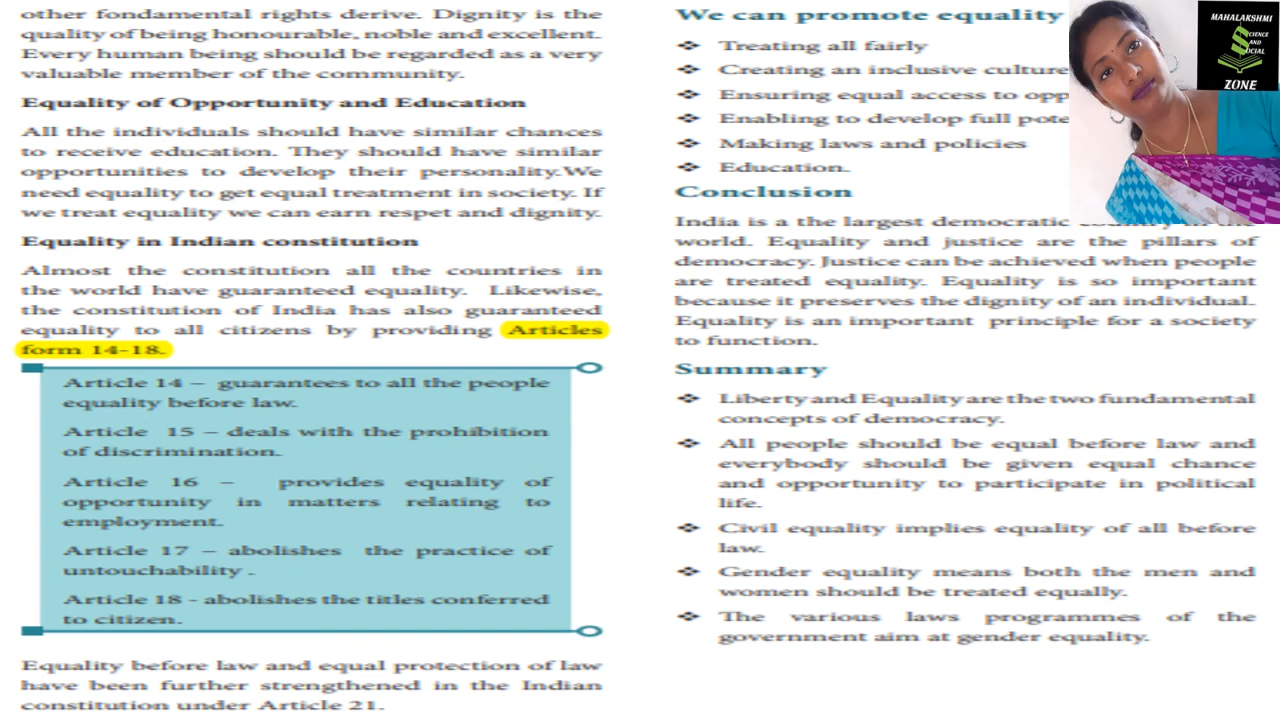 other fondamental rights derive. Dignity is the
quality of being honourable, noble and excellent.
Every human being should be regarded as a very
valuable member of the community.
Equality of Opportunity and Education
All the individuals should have similar chances
to receive education. They should have similar
opportunities to develop their personality.We
need equality to get equal treatment in society. If
we treat equality we can earn respet and dignity.
Equality in Indian constitution
Almost the constitution all the countries in
the world have guaranteed equality. Likewise,
the constitution of India has also guaranteed
equality to all citizens by providing Articles
form 14-18.
Article 14 – guarantees to all the people
equality before law.
Article 15 – deals with the prohibition
of discrimination.
Article 16 – provides equality of
opportunity in matters relating to
employment.
Article 17 – abolishes the practice of
untouchability .
Article 18 - abolishes the titles conferred
to citizen.
Equality before law and equal protection of law
have been further strengthened in the Indian
constitution under Article 21.
We can promote equality
❖ Treating all fairly
❖ Creating an inclusive culture
❖ Ensuring equal access to opp
❖ Enabling to develop full pote
❖ Making laws and policies
❖ Education.
Conclusion
India is a the largest democratic
world. Equality and justice are the pillars of
democracy. Justice can be achieved when people
are treated equality. Equality is so important
because it preserves the dignity of an individual.
Equality is an important principle for a society
to function.
Summary
❖ Liberty and Equality are the two fundamental
concepts of democracy.
❖ All people should be equal before law and
everybody should be given equal chance
and opportunity to participate in political
life.
❖ Civil equality implies equality of all before
law.
❖ Gender equality means both the men and
women should be treated equally.
❖ The various laws programmes of the
government aim at gender equality.
MAHALAKSHMI
SCIENCE
AND
SOCIAL
ZONE